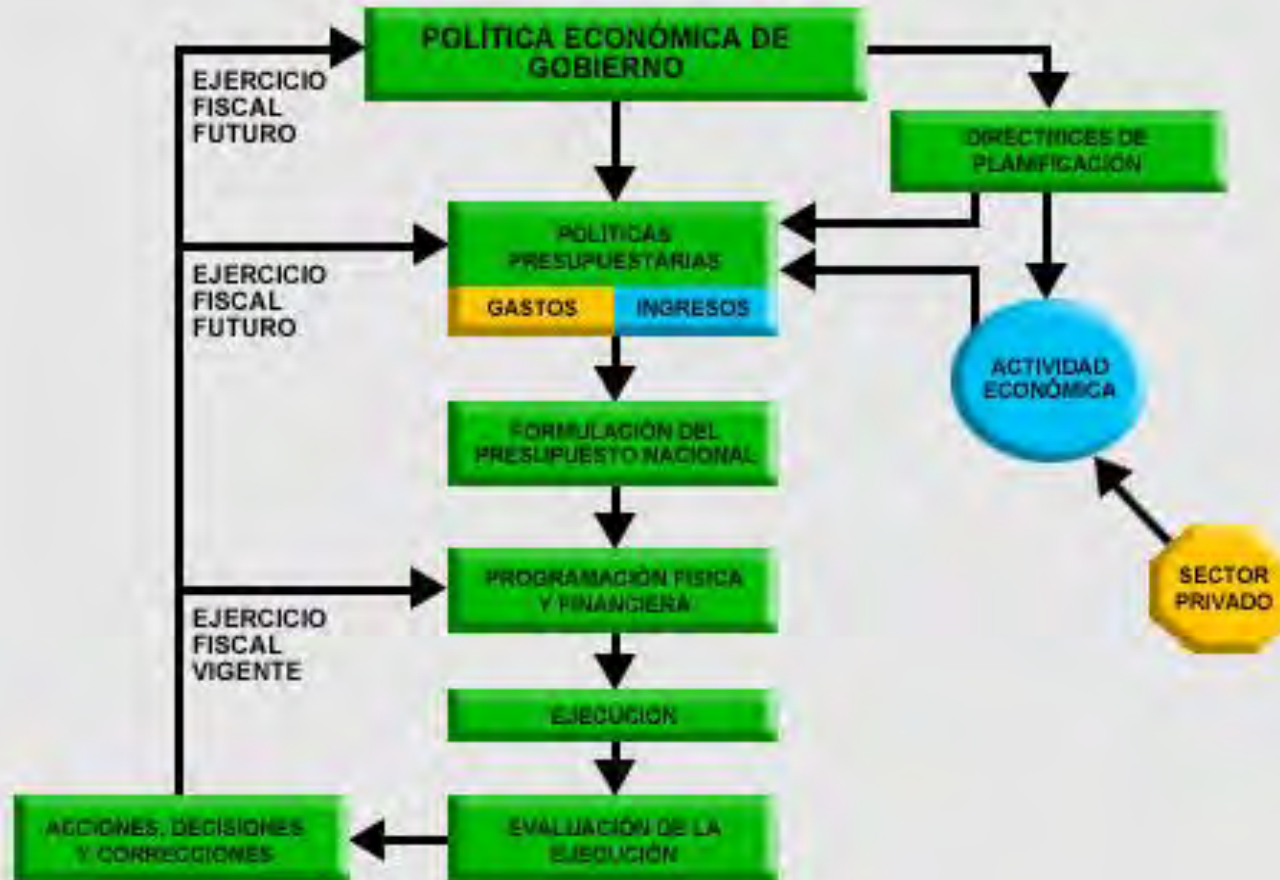 POLÍTICA ECONÓMICA DE
GOBIERNO
EJERCICIO
FISCAL
FUTURO
DIRECTRICES DE
PLANIFICACIÓN
POLÍTICAS
PRESUPUESTARIAS
GASTOS
INGRESOS
EJERCICIO
FISCAL
FUTURO
ACTIVIDAD
ECONÓMICA
FORMULACIÓN DEL
PRESUPUESTO NACIONAL
PROGRAMACIÓN FISICA
Y FINANCIERA
SECTOR
PRIVADO
EJERCICIO
FISCAL
VIGENTE
EJECUCIÓN
ACCIONES, DECISIONES
Y CORRECCIONES
EVALUACIÓN DE LA
EJECUCIÓN